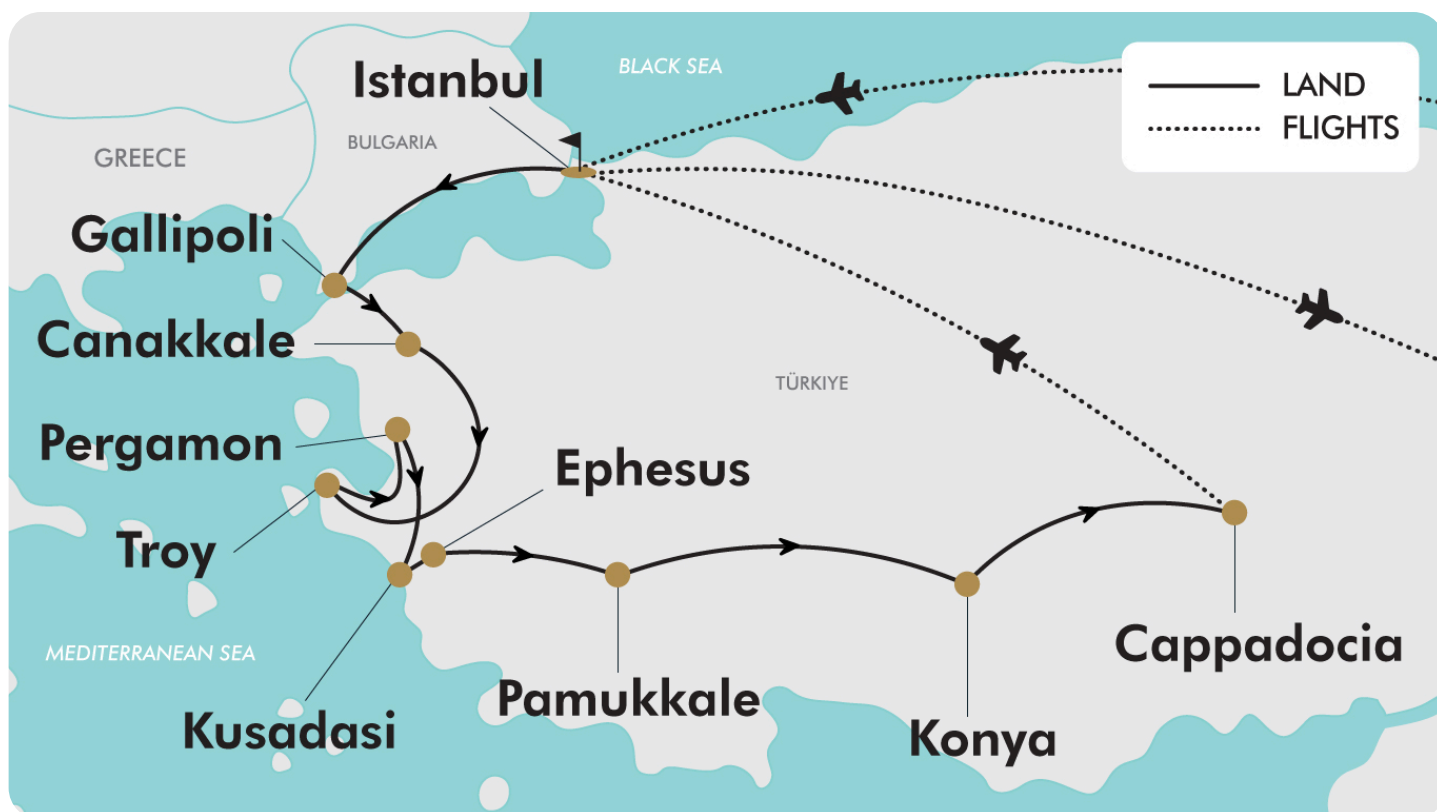 BLACK SEA
LAND
FLIGHTS
Istanbul
BULGARIA
GREECE
Gallipoli
Canakkale
TÜRKIYE
Pergamon
Ephesus
Troy
MEDITERRANEAN SEA
Cappadocia
Pamukkale
Kusadasi
Konya